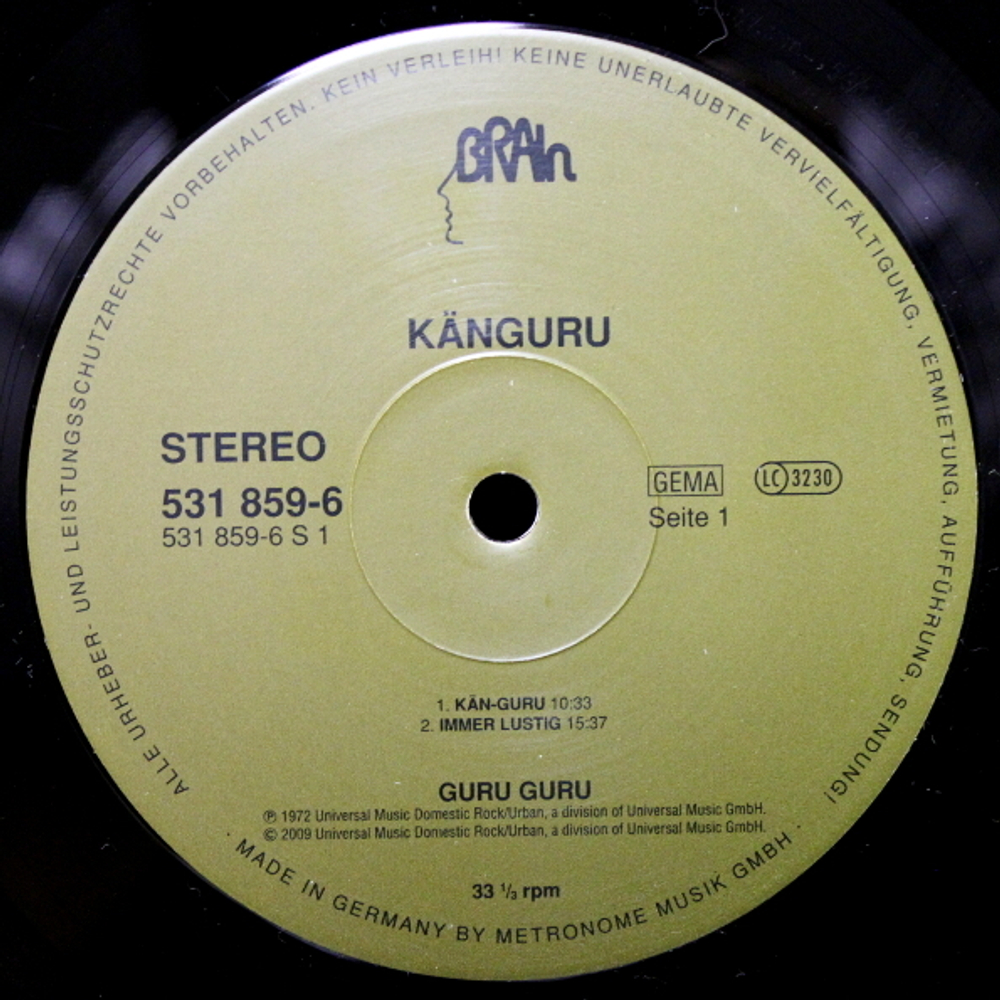 ALLE URHEBER- UND LEISTUNGSSCHUTZRECHTE VORBEHALTEN. KEIN VERLEIH! KEINE UNERLAUBTE VERVIELFÄLTIGUNG, VERMIETUNG, AUFFÜHRUNG, SENDUNG!
BRAIn
KÄNGURU
STEREO
531 859-6
531 859-6 S 1
GEMA
LC 3230
Seite 1
1. KÄN-GURU 10:33
2. IMMER LUSTIG 15:37
GURU GURU
℗ 1972 Universal Music Domestic Rock/Urban, a division of Universal Music GmbH.
© 2009 Universal Music Domestic Rock/Urban, a division of Universal Music GmbH.
33 ⅓ rpm
· MADE IN GERMANY BY METRONOME MUSIK GMBH ·